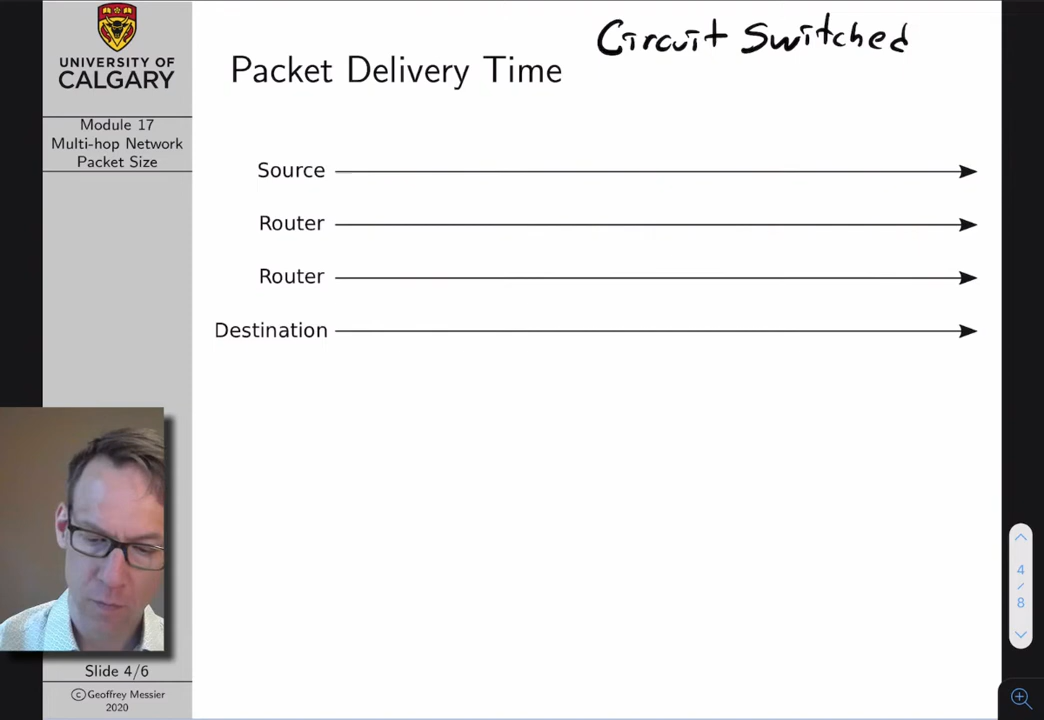 UNIVERSITY OF
CALGARY
Module 17
Multi-hop Network
Packet Size
Circuit Switched
Packet Delivery Time
Source
Router
Router
Destination
4
/
8
Slide 4/6
©Geoffrey Messier
2020